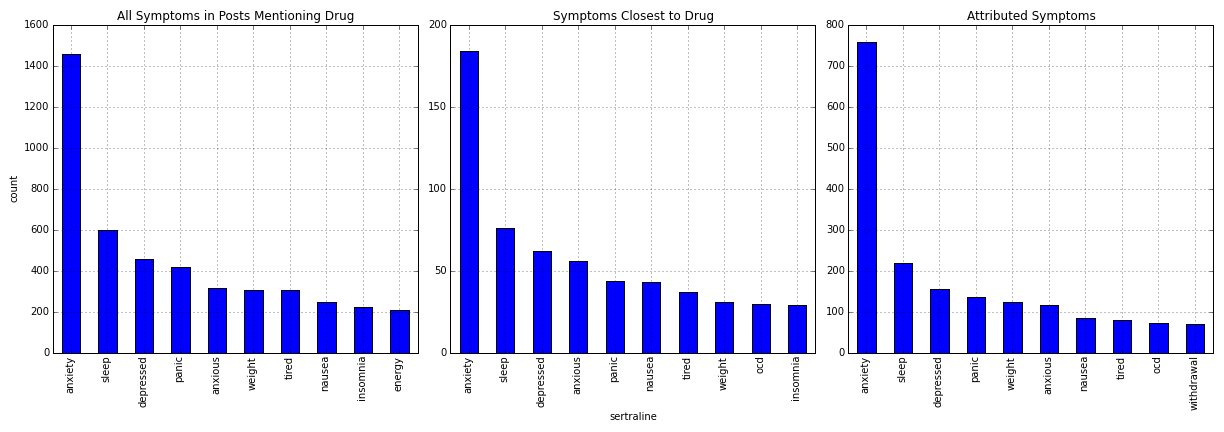 All Symptoms in Posts Mentioning Drug
1600
1400
1200
1000
800
600
400
200
0
count
anxiety
sleep
depressed
panic
anxious
weight
tired
nausea
insomnia
energy
Symptoms Closest to Drug
200
150
100
50
0
anxiety
sleep
depressed
anxious
panic
nausea
tired
weight
ocd
insomnia
sertraline
Attributed Symptoms
800
700
600
500
400
300
200
100
0
anxiety
sleep
depressed
panic
weight
anxious
nausea
tired
ocd
withdrawal